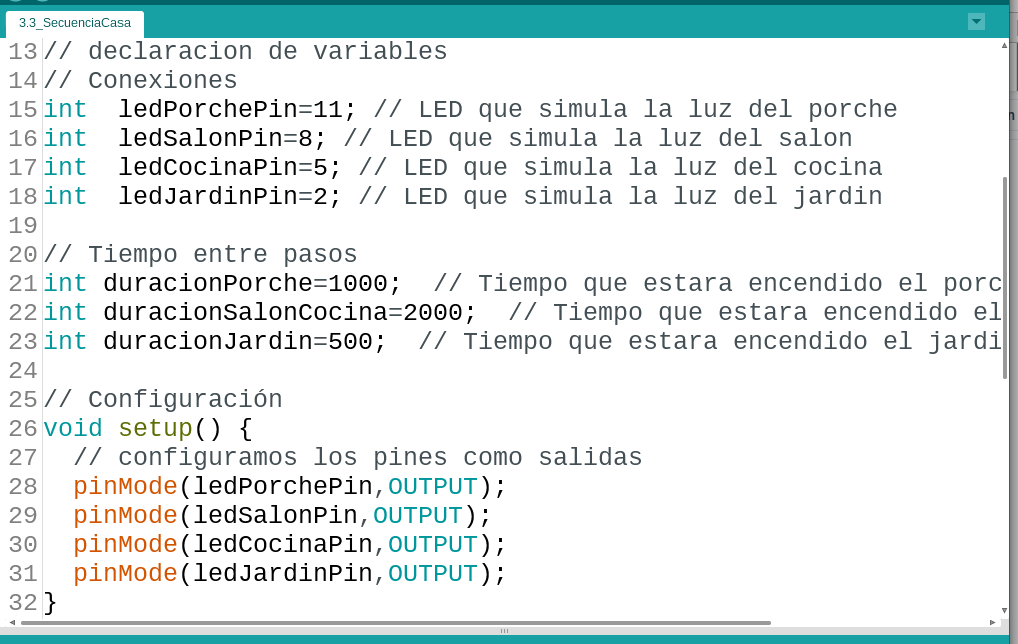 3.3_SecuenciaCasa
13 // declaracion de variables
14 // Conexiones
15 int  ledPorchePin=11; // LED que simula la luz del porche
16 int  ledSalonPin=8; // LED que simula la luz del salon
17 int  ledCocinaPin=5; // LED que simula la luz del cocina
18 int  ledJardinPin=2; // LED que simula la luz del jardin
19
20 // Tiempo entre pasos
21 int duracionPorche=1000;  // Tiempo que estara encendido el porc
22 int duracionSalonCocina=2000;  // Tiempo que estara encendido el
23 int duracionJardin=500;  // Tiempo que estara encendido el jardi
24
25 // Configuración
26 void setup() {
27   // configuramos los pines como salidas
28   pinMode(ledPorchePin,OUTPUT);
29   pinMode(ledSalonPin,OUTPUT);
30   pinMode(ledCocinaPin,OUTPUT);
31   pinMode(ledJardinPin,OUTPUT);
32 }